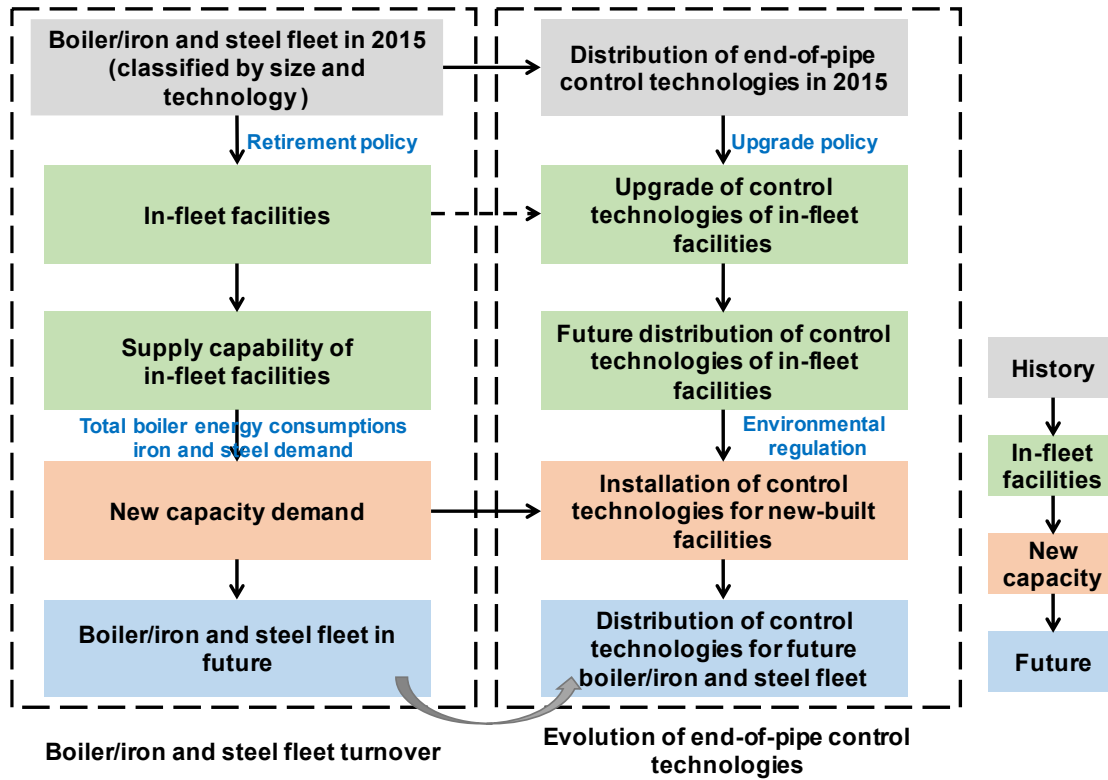 Boiler/iron and steel fleet in 2015
(classified by size and
technology)
Retirement policy
In-fleet facilities
Supply capability of
in-fleet facilities
Total boiler energy consumptions
iron and steel demand
New capacity demand
Boiler/iron and steel fleet in
future
Boiler/iron and steel fleet turnover
Distribution of end-of-pipe
control technologies in 2015
Upgrade policy
Upgrade of control
technologies of in-fleet
facilities
Future distribution of control
technologies of in-fleet
facilities
Environmental
regulation
Installation of control
technologies for new-built
facilities
Distribution of control
technologies for future
boiler/iron and steel fleet
Evolution of end-of-pipe control
technologies
History
In-fleet
facilities
New
capacity
Future